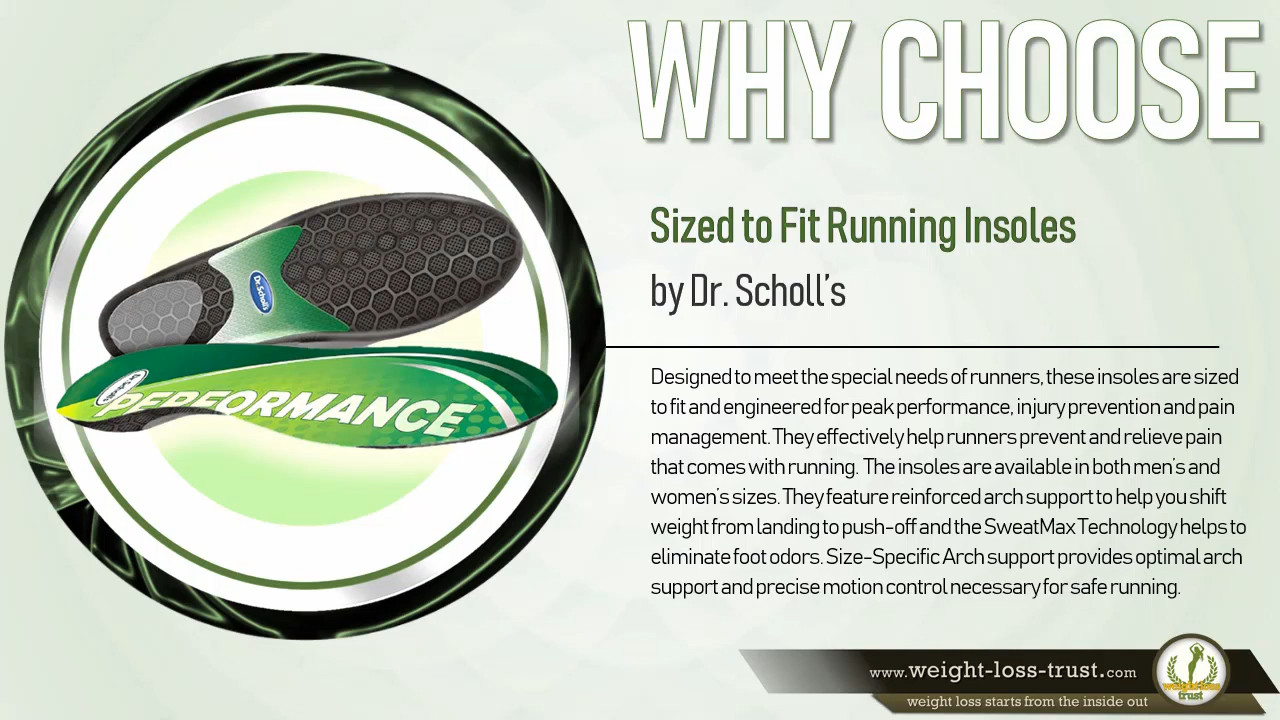 WHY CHOOSE
Sized to Fit Running Insoles
by Dr. Scholl's
Dr. Scholl's
Dr. Scholl's
PERFORMANCE
Designed to meet the special needs of runners, these insoles are sized
to fit and engineered for peak performance, injury prevention and pain
management. They effectively help runners prevent and relieve pain
that comes with running. The insoles are available in both men's and
women's sizes. They feature reinforced arch support to help you shift
weight from landing to push-off and the SweatMax Technology helps to
eliminate foot odors. Size-Specific Arch support provides optimal arch
support and precise motion control necessary for safe running.
www.weight-loss-trust.com
weight loss starts from the inside out
weight loss
trust